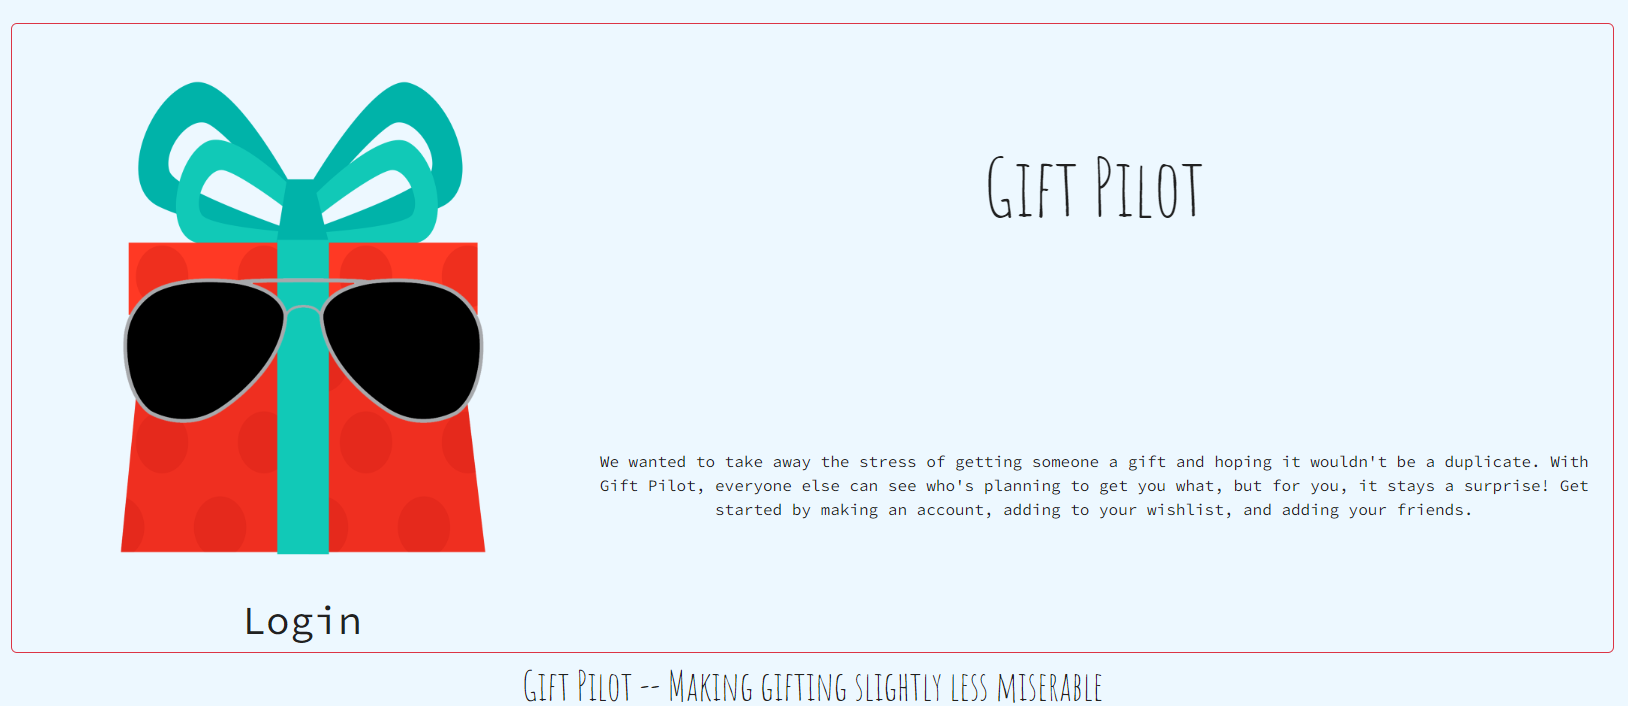 Gift Pilot
We wanted to take away the stress of getting someone a gift and hoping it wouldn't be a duplicate. With
Gift Pilot, everyone else can see who's planning to get you what, but for you, it stays a surprise! Get
started by making an account, adding to your wishlist, and adding your friends.
Login
Gift Pilot -- Making gifting slightly less miserable